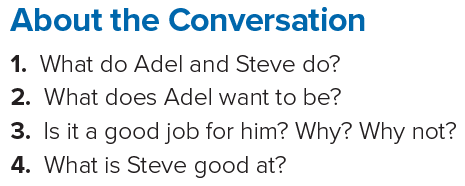 About the Conversation
1. What do Adel and Steve do?
2. What does Adel want to be?
3. Is it a good job for him? Why? Why not?
4. What is Steve good at?